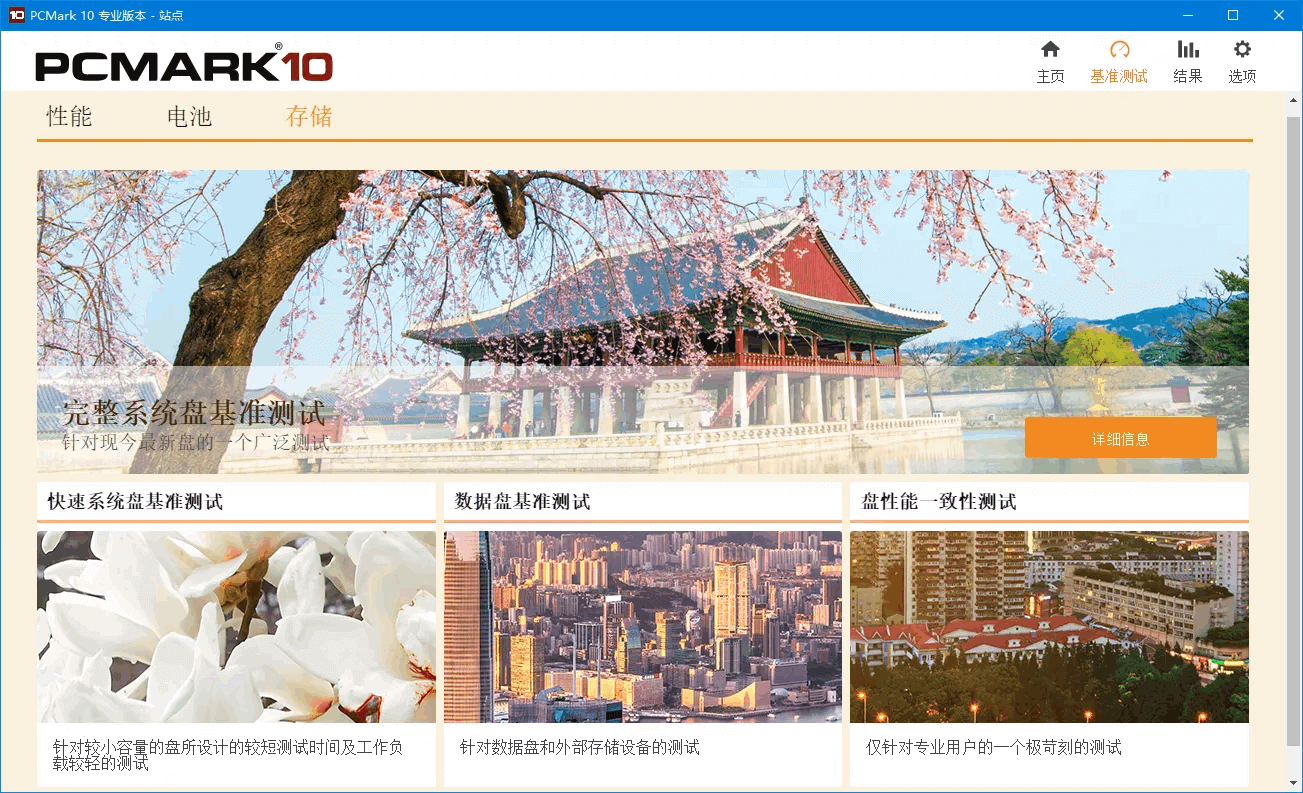 PCMark 10 专业版本 - 站点
PCMARK®10
主页
基准测试
结果
选项
性能
电池
存储
完整系统盘基准测试
针对现今最新盘的一个广泛测试
详细信息
快速系统盘基准测试
数据盘基准测试
盘性能一致性测试
针对较小容量的盘所设计的较短测试时间及工作负
载较轻的测试
针对数据盘和外部存储设备的测试
仅针对专业用户的一个极苛刻的测试